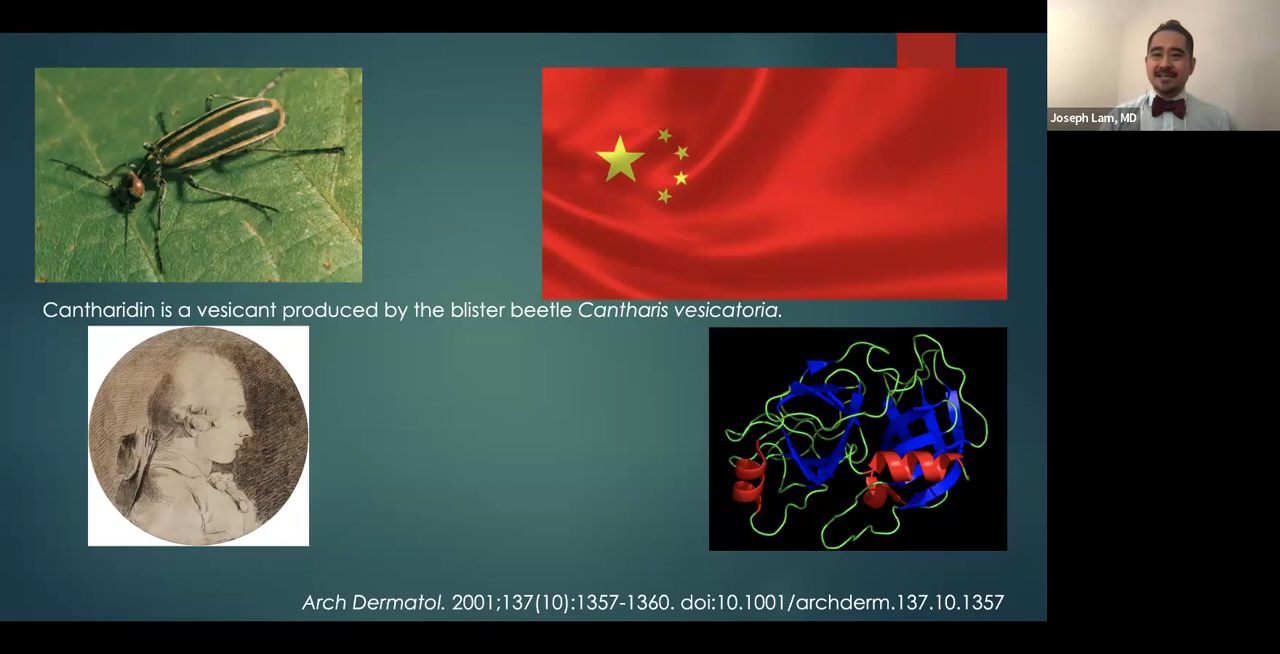 Joseph Lam, MD
Cantharidin is a vesicant produced by the blister beetle Cantharis vesicatoria.
Arch Dermatol. 2001;137(10):1357-1360. doi:10.1001/archderm.137.10.1357